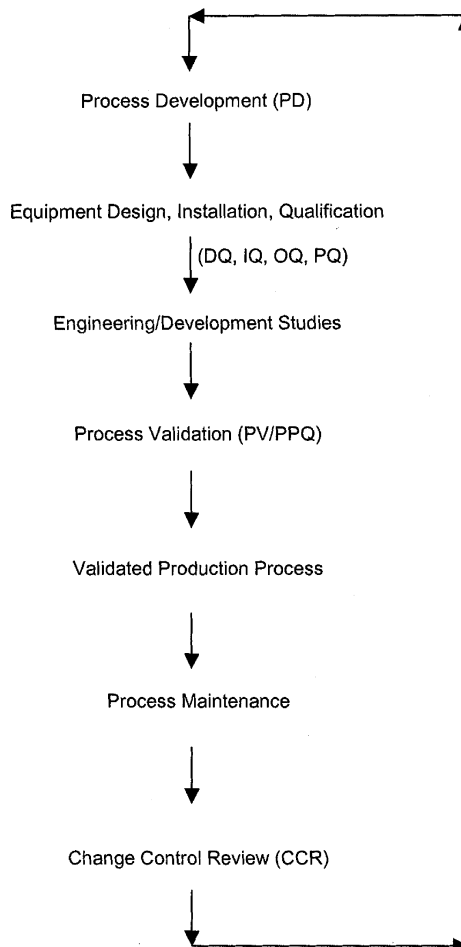 Process Development (PD)
Equipment Design, Installation, Qualification
(DQ, IQ, OQ, PQ)
Engineering/Development Studies
Process Validation (PV/PPQ)
Validated Production Process
Process Maintenance
Change Control Review (CCR)